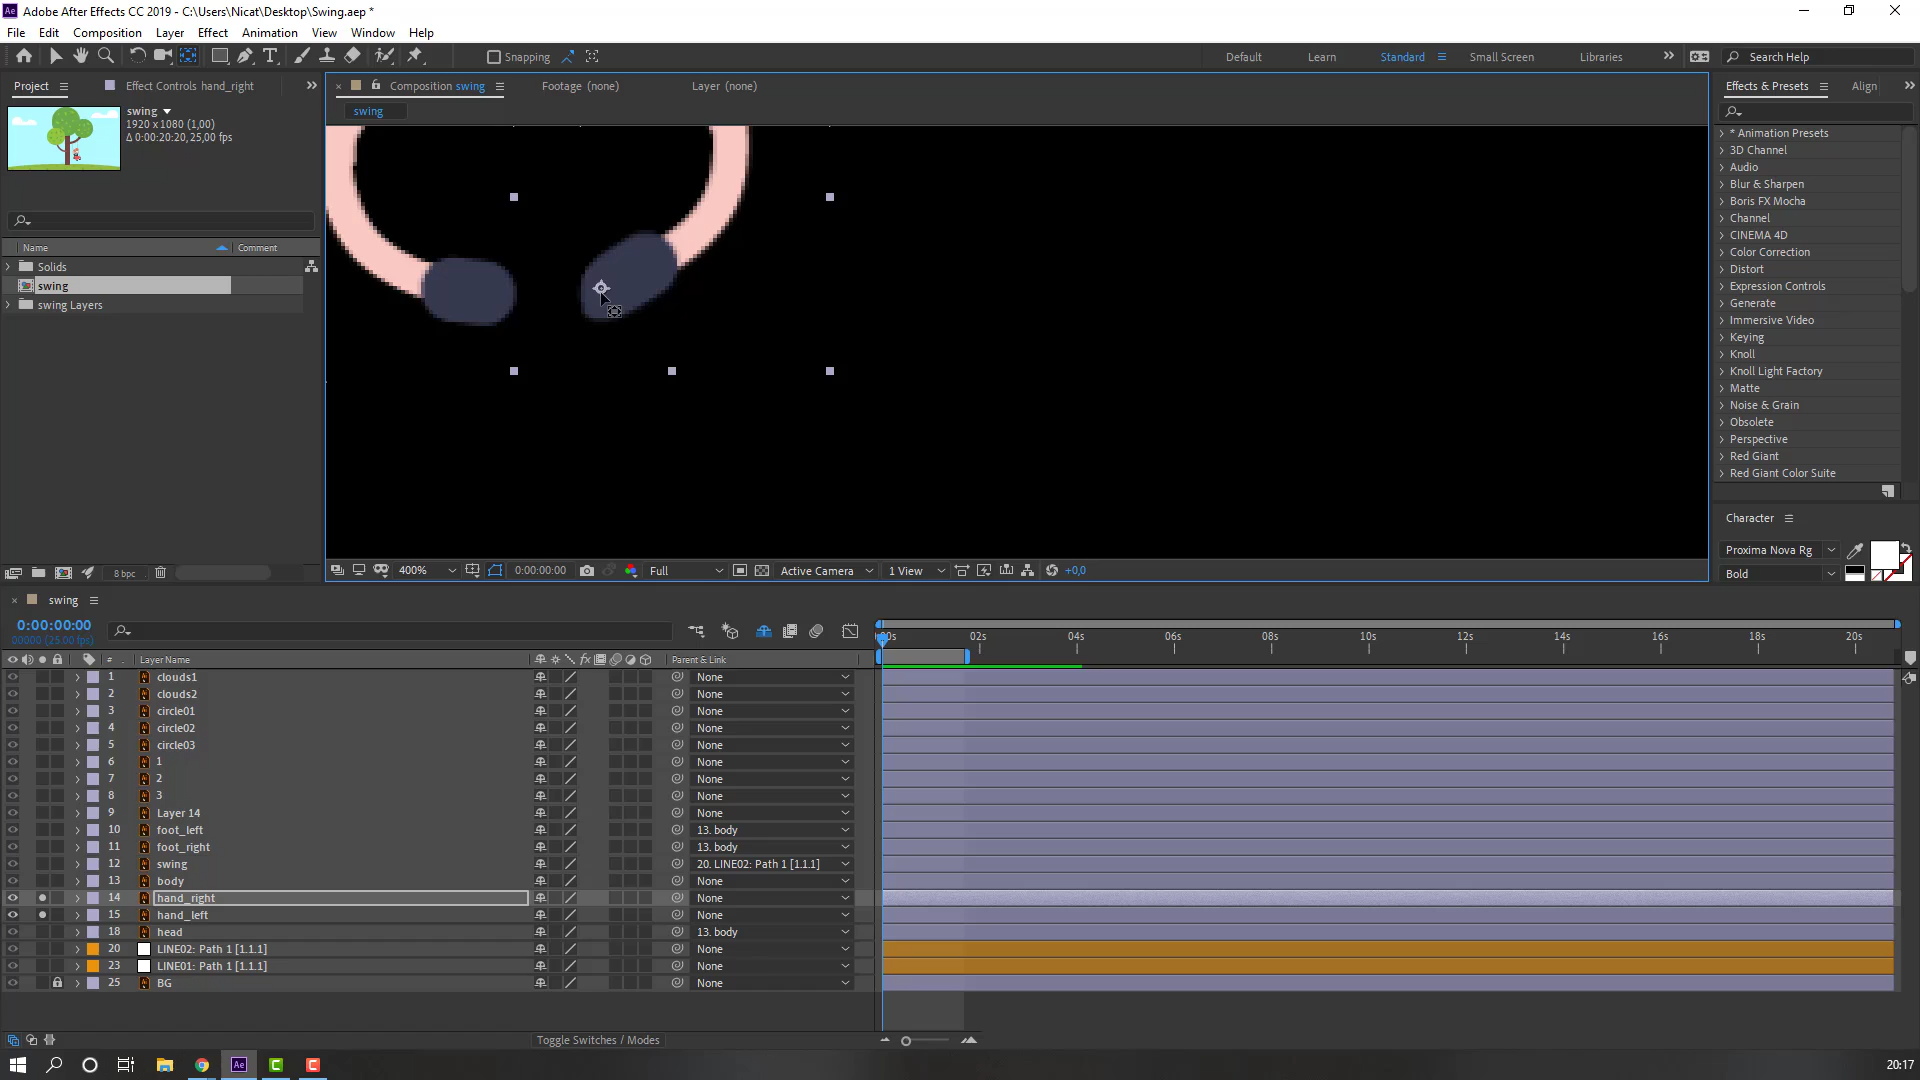 Adobe After Effects CC 2019 - C:\Users\Nicat\Desktop\Swing.aep *
File Edit Composition Layer Effect Animation View Window Help
Snapping Default Learn Standard Small Screen Libraries Search Help
Project Effect Controls hand_right Composition swing Footage (none) Layer (none) Effects & Presets Align
swing
1920 x 1080 (1,00)
Δ 0:00:20:20, 25,00 fps
swing
Name Comment
Solids
swing
swing Layers
* Animation Presets
3D Channel
Audio
Blur & Sharpen
Boris FX Mocha
Channel
CINEMA 4D
Color Correction
Distort
Expression Controls
Generate
Immersive Video
Keying
Knoll
Knoll Light Factory
Matte
Noise & Grain
Obsolete
Perspective
Red Giant
Red Giant Color Suite
Character
Proxima Nova Rg
Bold
8 bpc 400% 0:00:00:00 Full Active Camera 1 View +0,0
swing
0:00:00:00
00000 (25.00 fps)
00s 02s 04s 06s 08s 10s 12s 14s 16s 18s 20s
# Layer Name Parent & Link
1 clouds1 None
2 clouds2 None
3 circle01 None
4 circle02 None
5 circle03 None
6 1 None
7 2 None
8 3 None
9 Layer 14 None
10 foot_left 13. body
11 foot_right 13. body
12 swing 20. LINE02: Path 1 [1.1.1]
13 body None
14 hand_right None
15 hand_left None
18 head 13. body
20 LINE02: Path 1 [1.1.1] None
23 LINE01: Path 1 [1.1.1] None
25 BG None
Toggle Switches / Modes
20:17